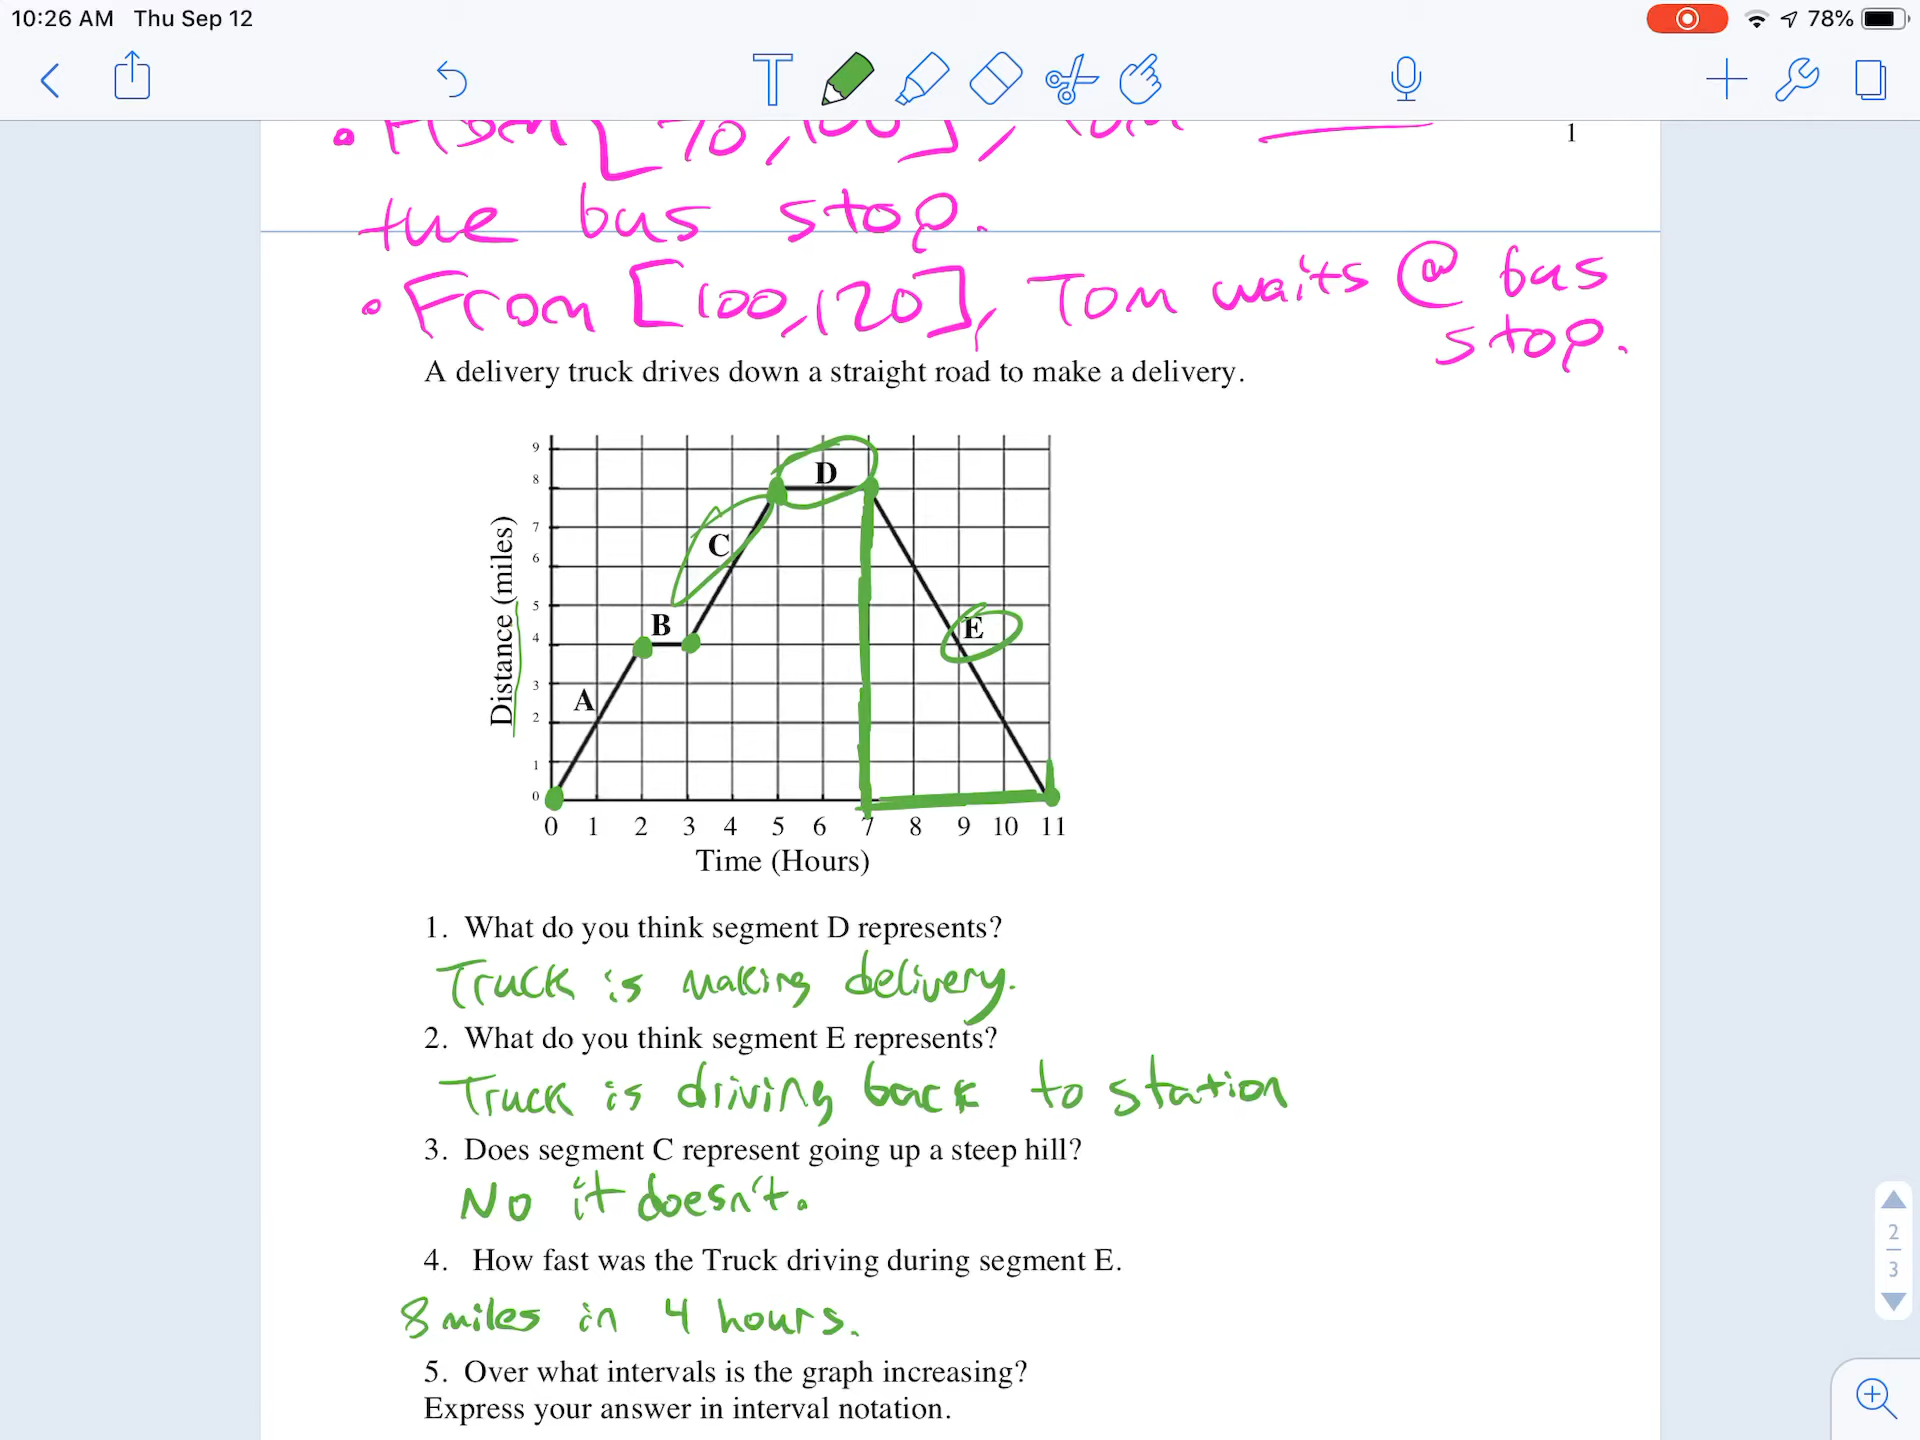 10:26 AM Thu Sep 12
78%
T
1
• From [70,100],
the bus stop.
• From [100,120], Tom waits @ bus
stop.
A delivery truck drives down a straight road to make a delivery.
Distance (miles)
9
8
7
6
5
4
3
2
1
0
A
B
C
D
E
0 1 2 3 4 5 6 7 8 9 10 11
Time (Hours)
1. What do you think segment D represents?
Truck is making delivery.
2. What do you think segment E represents?
Truck is driving back to station
3. Does segment C represent going up a steep hill?
No it doesn't.
4. How fast was the Truck driving during segment E.
8 miles in 4 hours.
5. Over what intervals is the graph increasing?
Express your answer in interval notation.
2
3